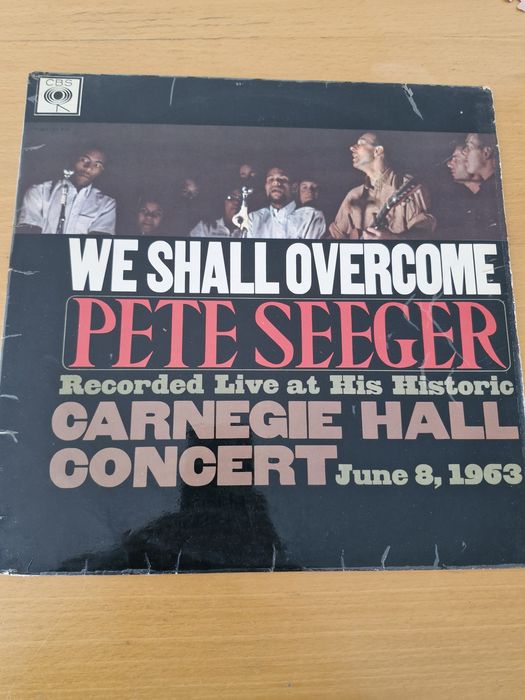 CBS
WE SHALL OVERCOME
PETE SEEGER
Recorded Live at His Historic
CARNEGIE HALL
CONCERT June 8, 1963